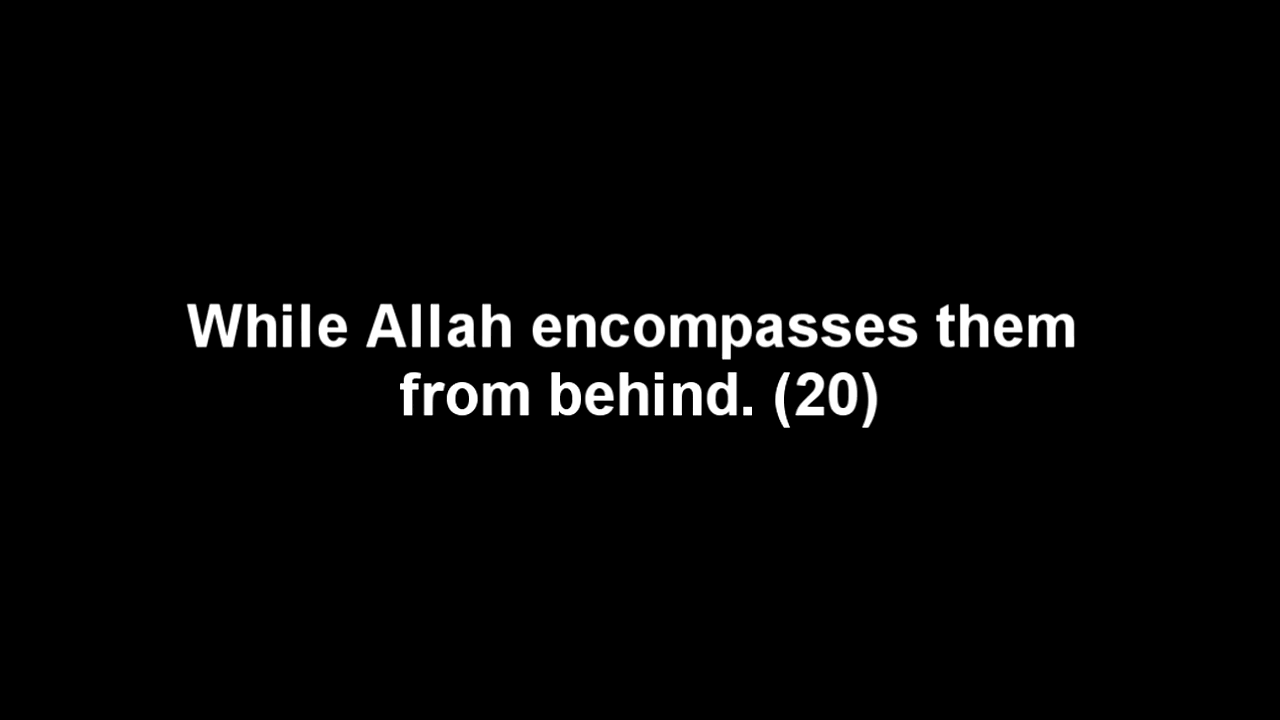 While Allah encompasses them
from behind. (20)